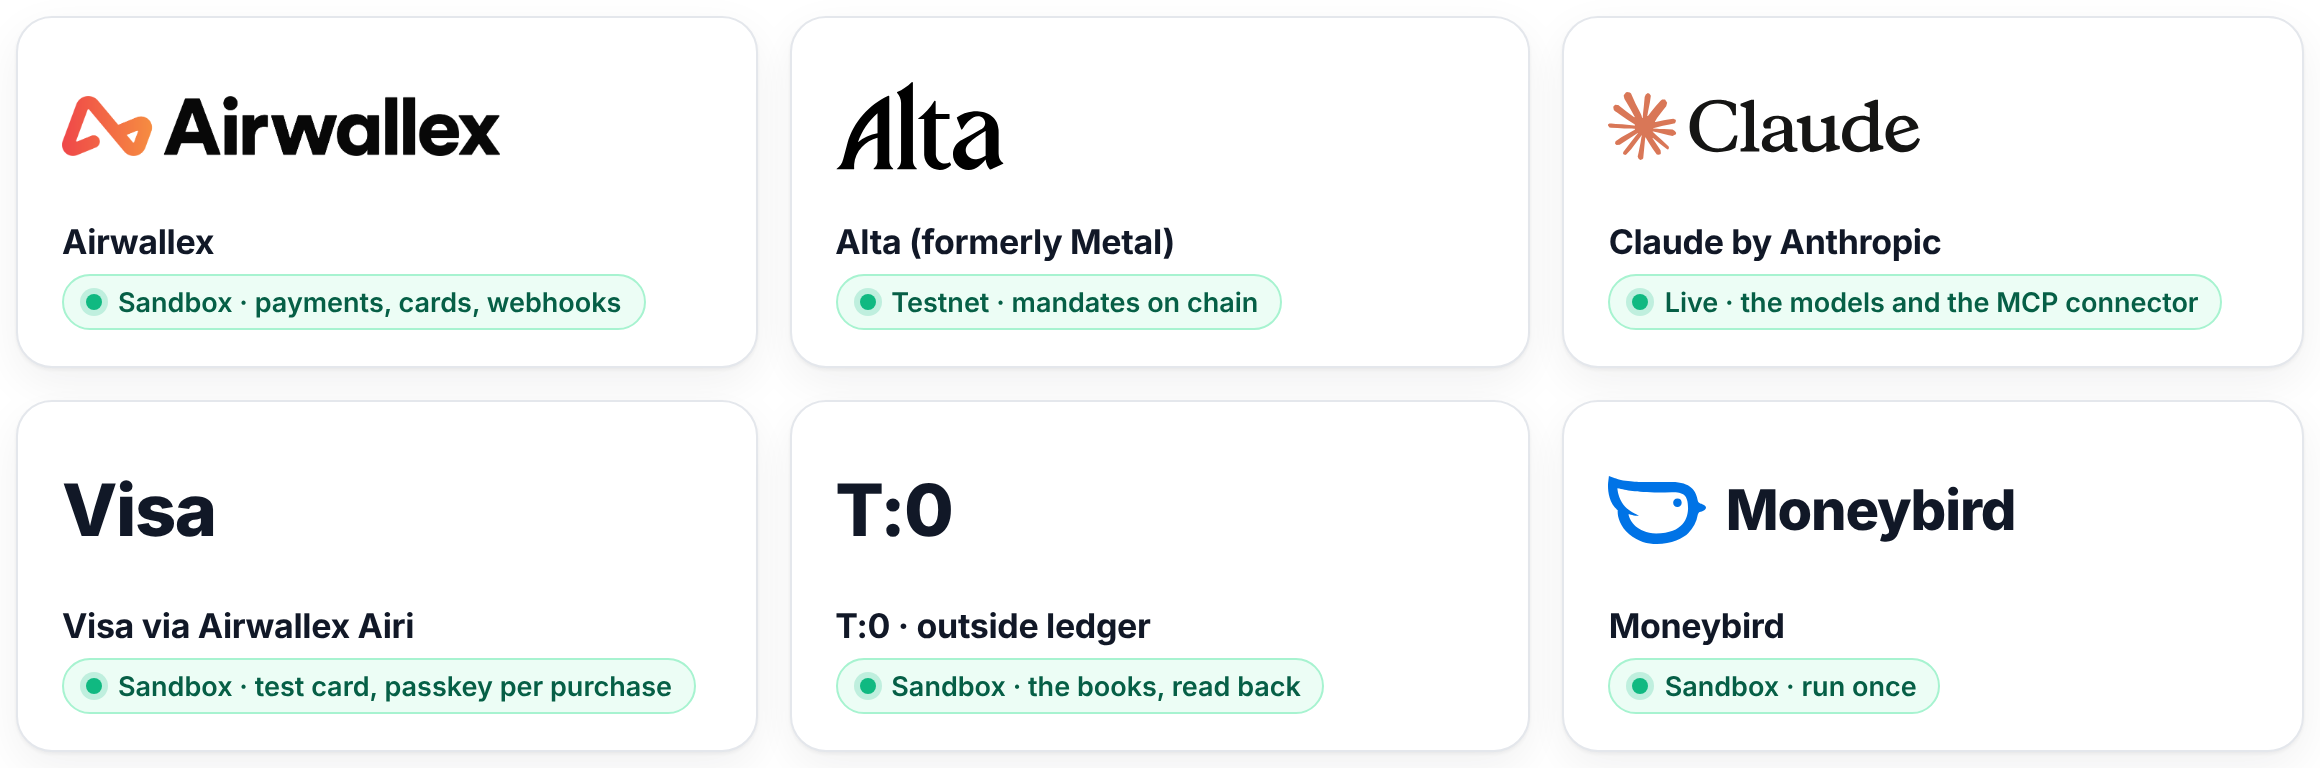 Airwallex
Airwallex
Sandbox · payments, cards, webhooks
Alta
Alta (formerly Metal)
Testnet · mandates on chain
Claude
Claude by Anthropic
Live · the models and the MCP connector
Visa
Visa via Airwallex Airi
Sandbox · test card, passkey per purchase
T:0
T:0 · outside ledger
Sandbox · the books, read back
Moneybird
Moneybird
Sandbox · run once